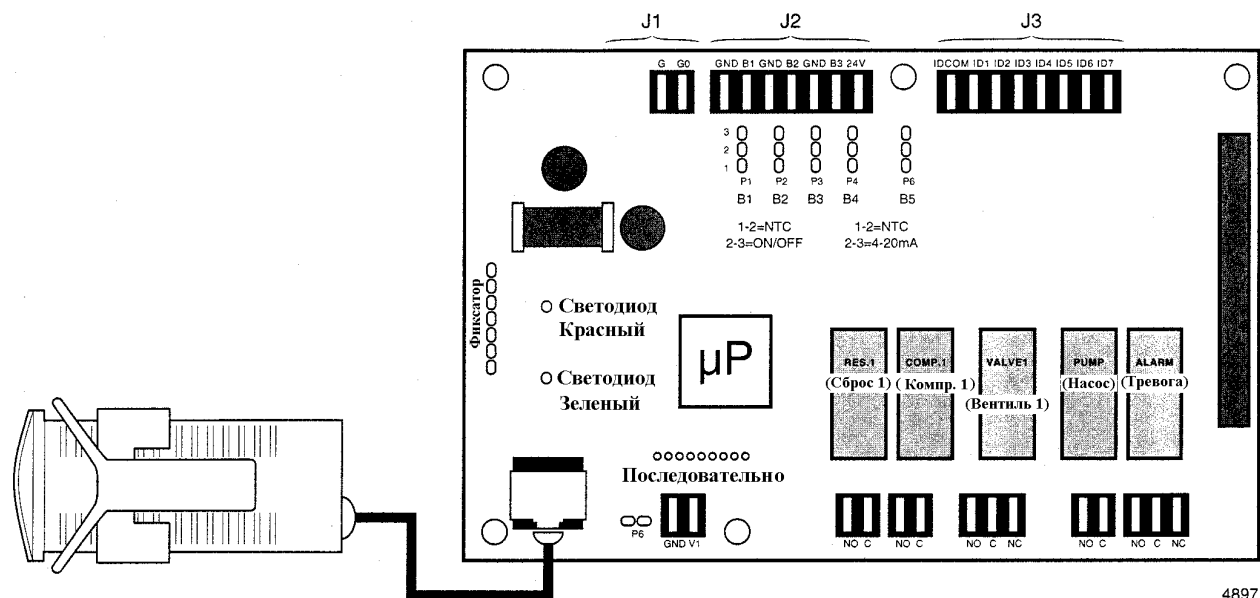 J1 J2 J3
G G0 GND B1 GND B2 GND B3 24V IDCOM ID1 ID2 ID3 ID4 ID5 ID6 ID7
3
2
1
P1 P2 P3 P4 P6
B1 B2 B3 B4 B5
1-2=NTC 1-2=NTC
2-3=ON/OFF 2-3=4-20mA
Фиксатор
Светодиод
Красный
Светодиод
Зеленый
µP
RES.1 COMP.1 VALVE1 PUMP ALARM
(Сброс 1) ( Компр. 1) (Вентиль 1) (Насос) (Тревога)
Последовательно
P6
GND V1
NO C NO C NO C NC NO C NO C NC
4897